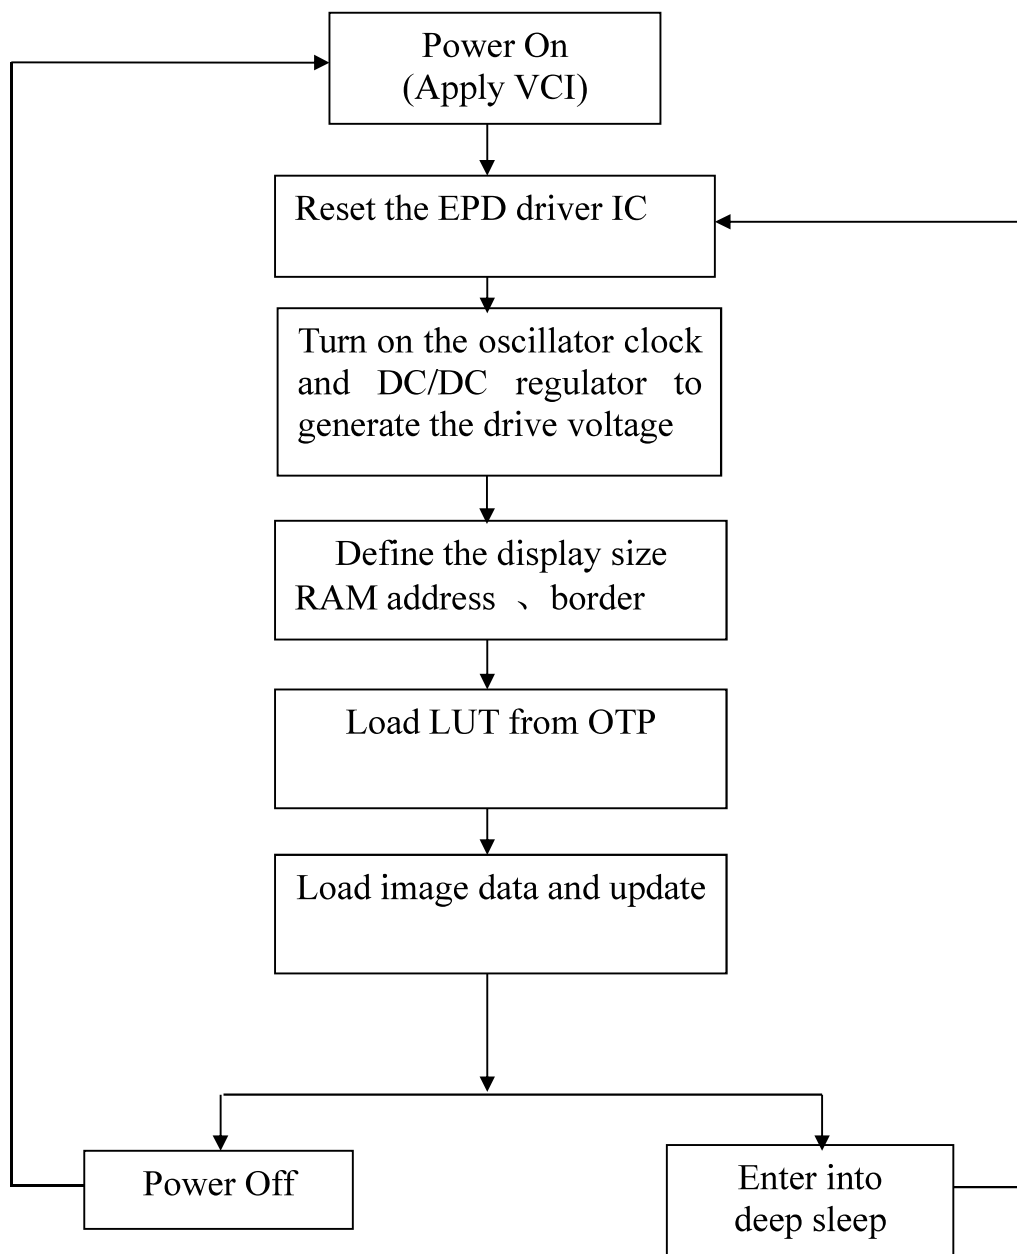 Power On
(Apply VCI)
Reset the EPD driver IC
Turn on the oscillator clock
and DC/DC regulator to
generate the drive voltage
Define the display size
RAM address 、border
Load LUT from OTP
Load image data and update
Power Off
Enter into
deep sleep